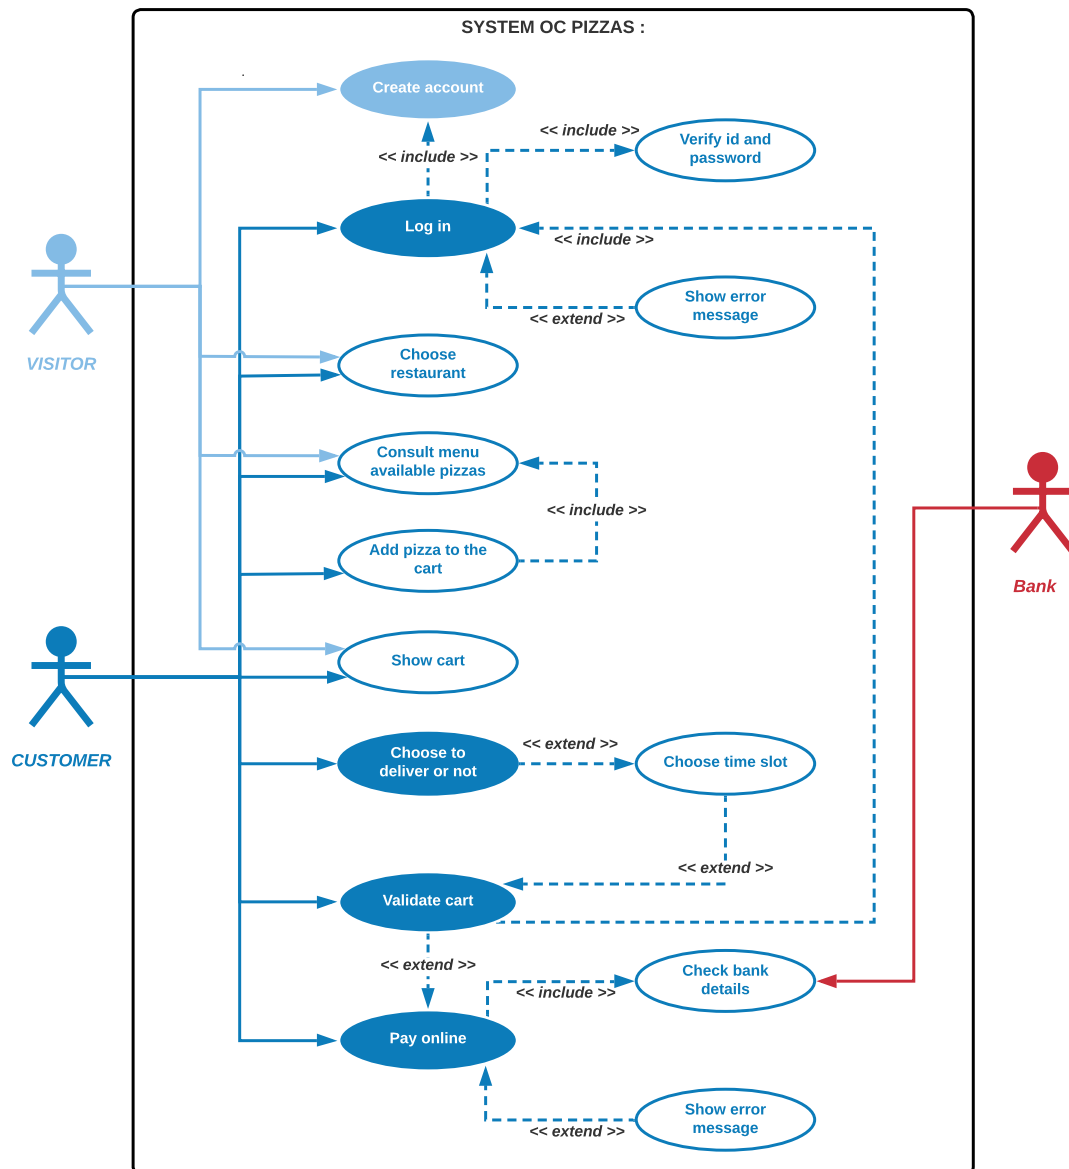 SYSTEM OC PIZZAS :
Create account
<< include >>
Verify id and
password
<< include >>
Log in
<< include >>
Show error
message
<< extend >>
VISITOR
Choose
restaurant
Consult menu
available pizzas
<< include >>
Add pizza to the
cart
Bank
Show cart
CUSTOMER
Choose to
deliver or not
<< extend >>
Choose time slot
<< extend >>
Validate cart
<< extend >>
Check bank
details
<< include >>
Pay online
Show error
message
<< extend >>